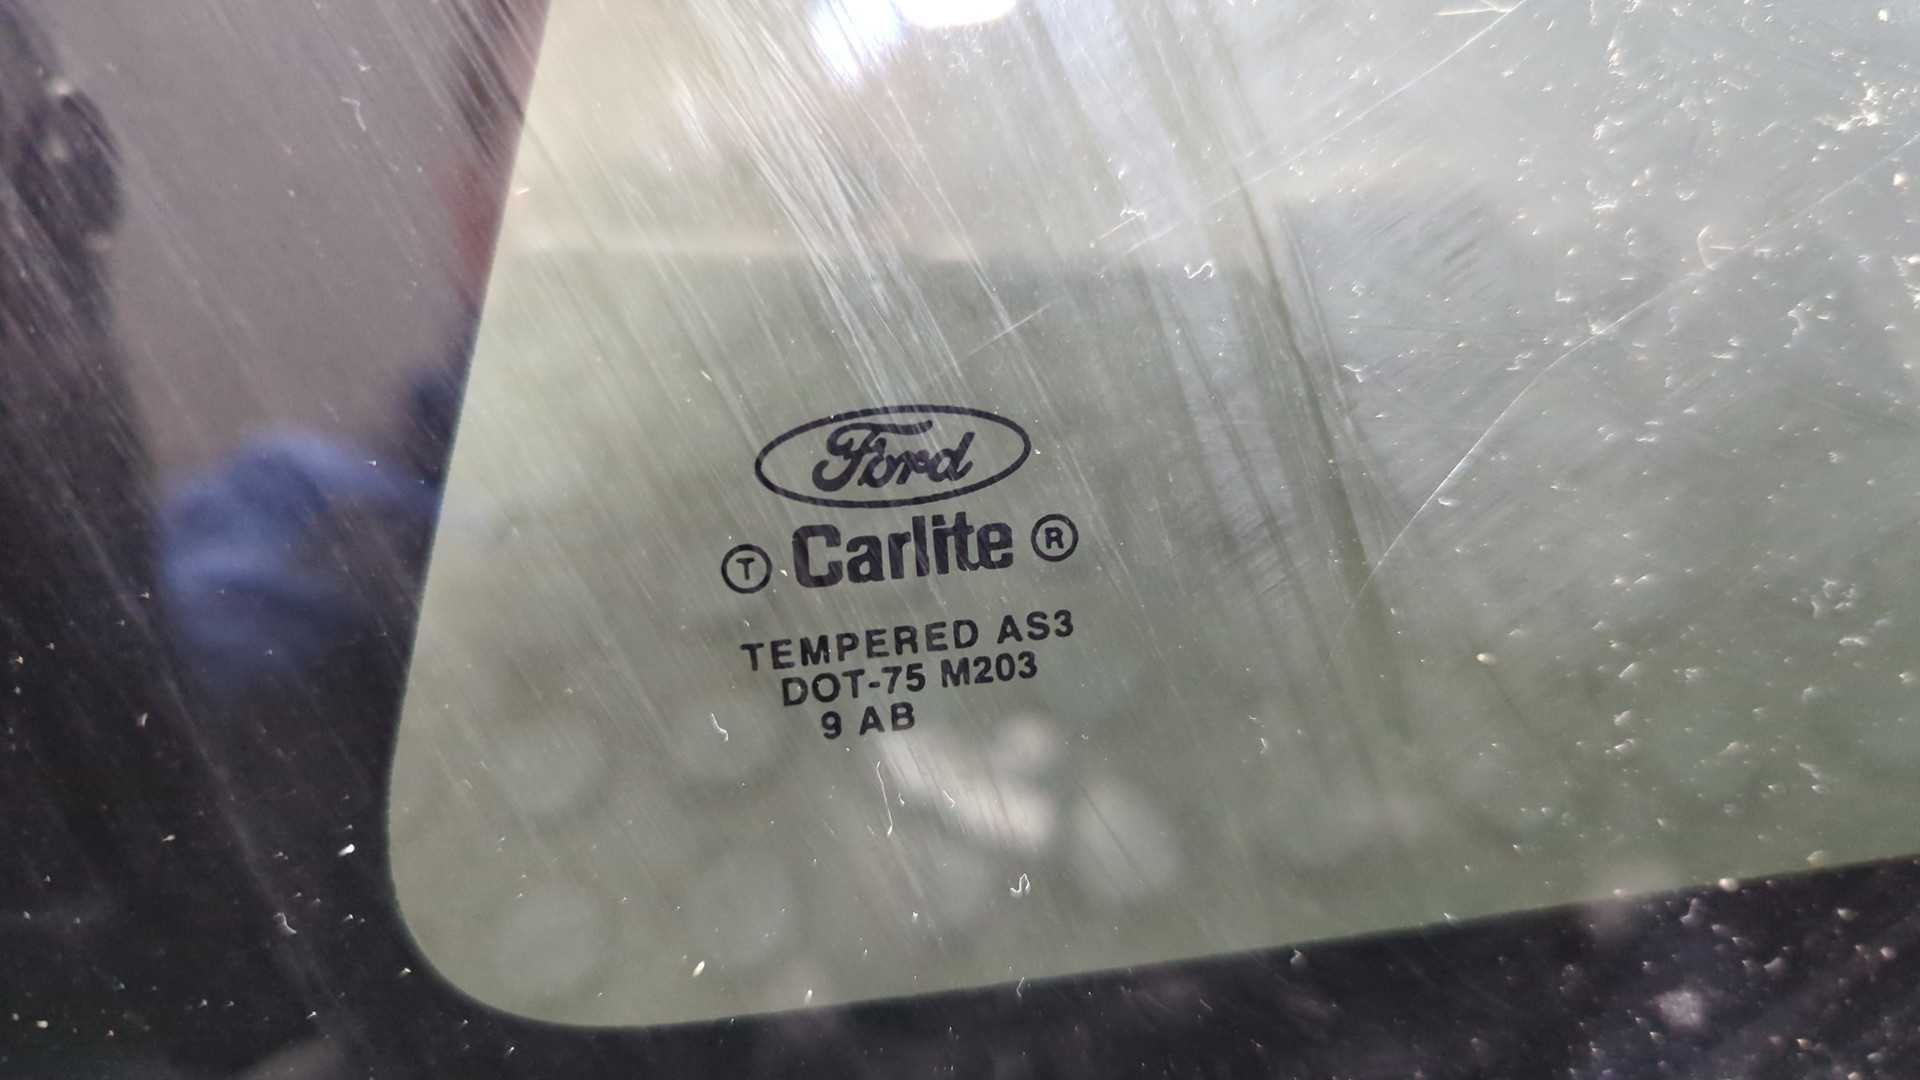 Ford
T Carlite R
TEMPERED AS3
DOT-75 M203
9 AB